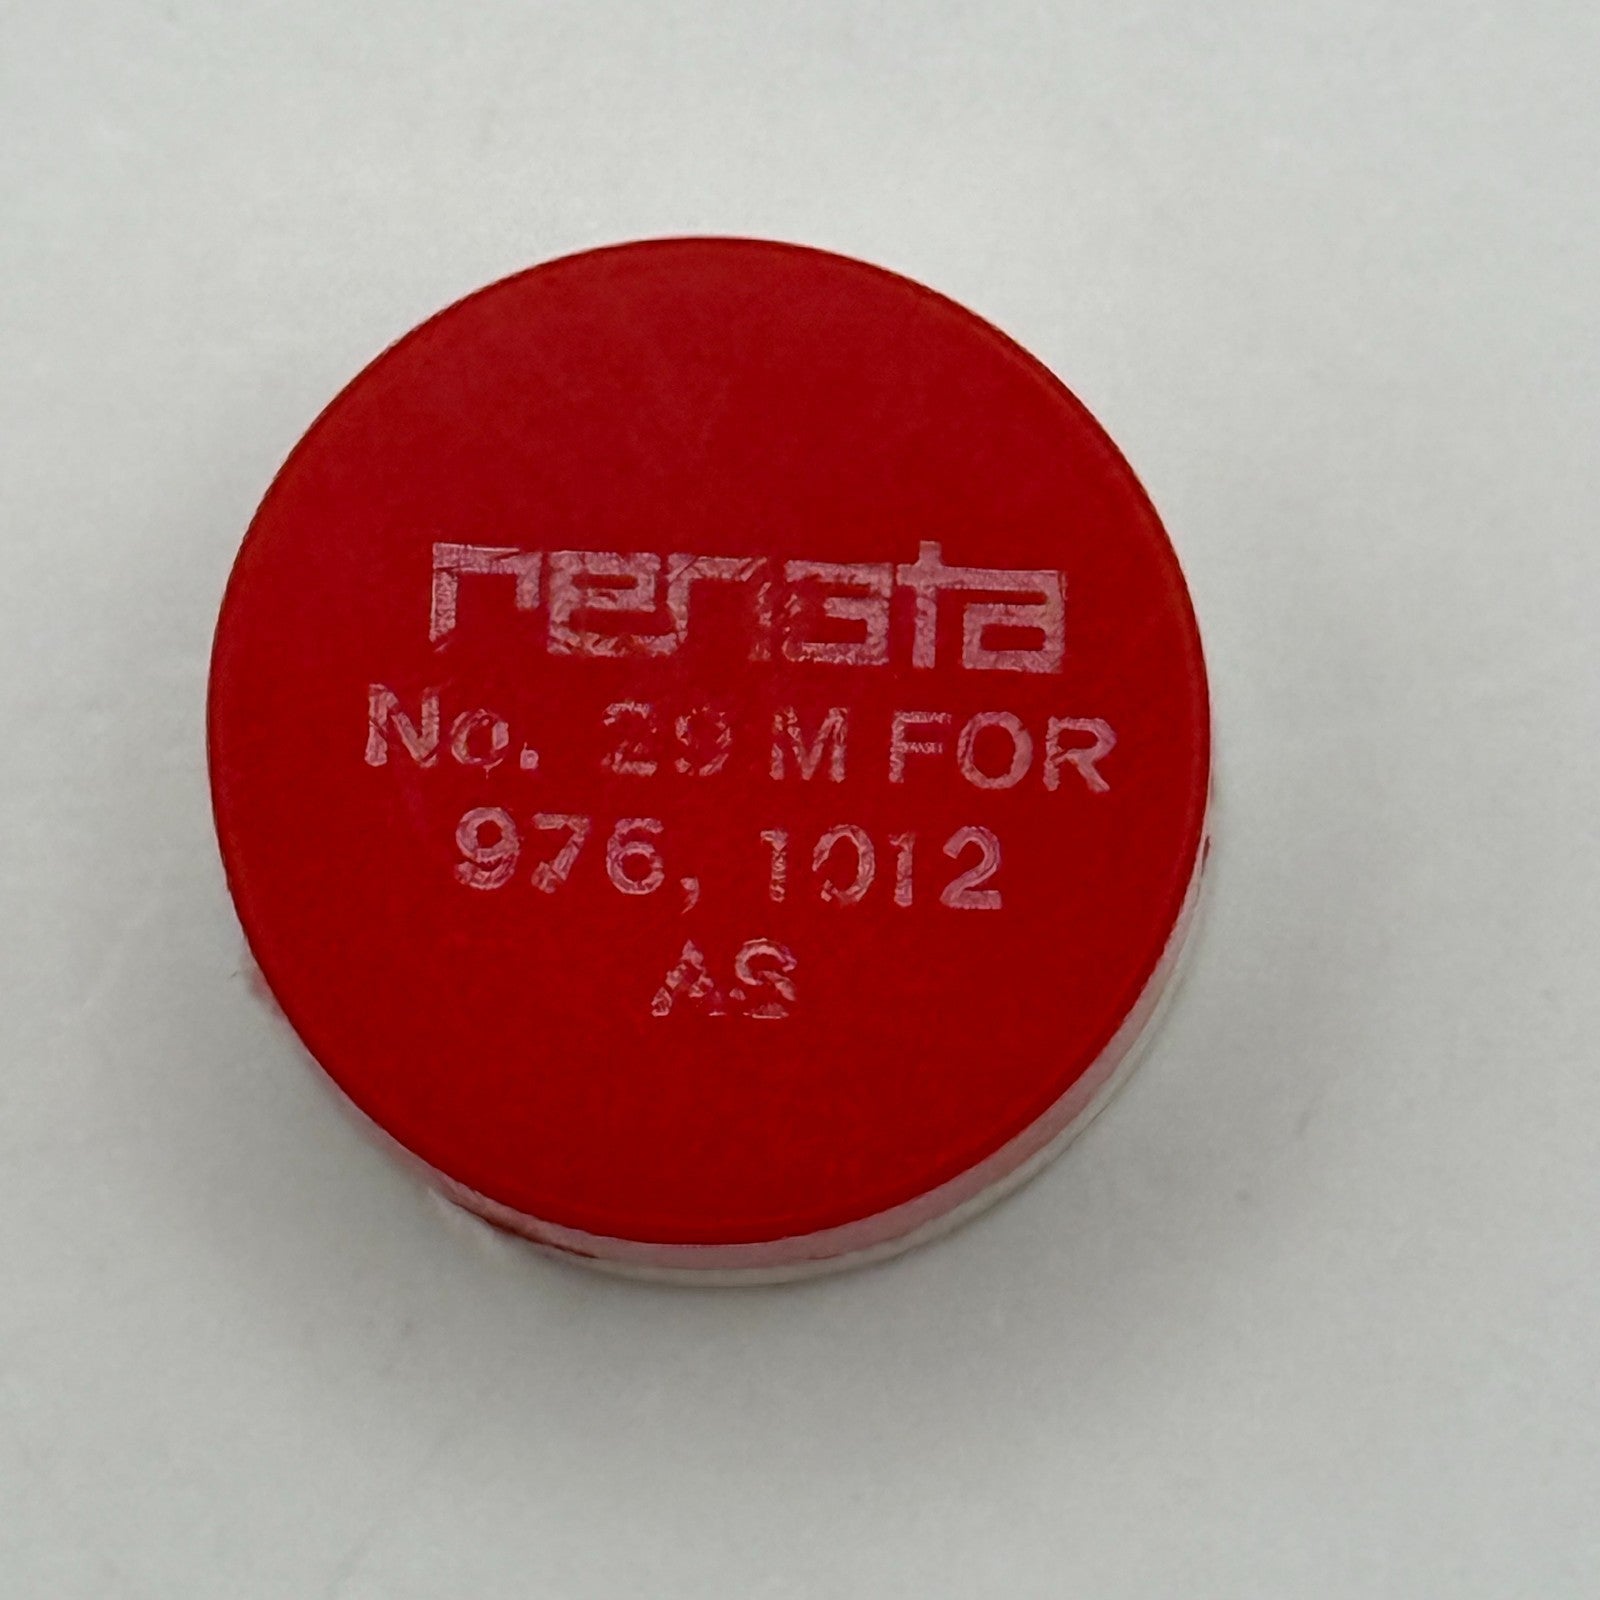 renata
No. 29 M FOR
976, 1012
AS